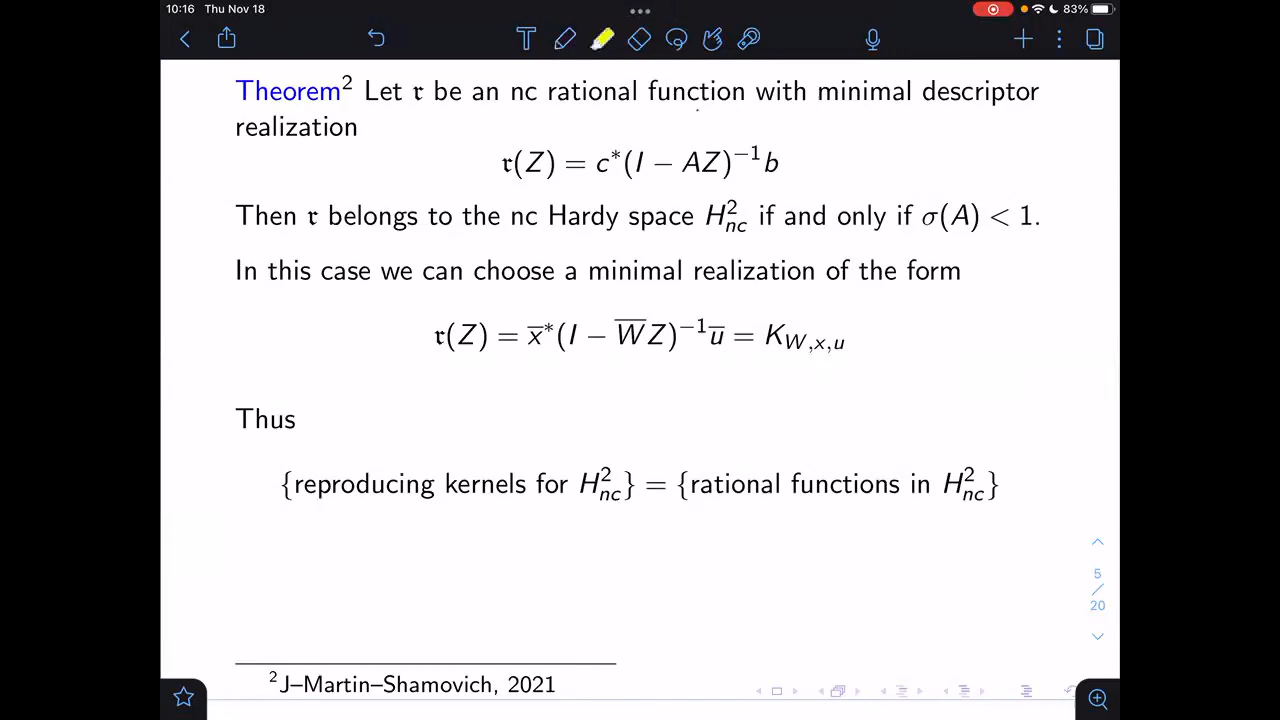 10:16 Thu Nov 18
83%
T
Theorem² Let 𝔯 be an nc rational function with minimal descriptor
realization
𝔯(Z) = c*(I − AZ)⁻¹b
Then 𝔯 belongs to the nc Hardy space H²_nc if and only if σ(A) < 1.
In this case we can choose a minimal realization of the form
𝔯(Z) = x̅*(I − W̅Z)⁻¹u̅ = K_{W,x,u}
Thus
{reproducing kernels for H²_nc} = {rational functions in H²_nc}
5
/
20
²J–Martin–Shamovich, 2021